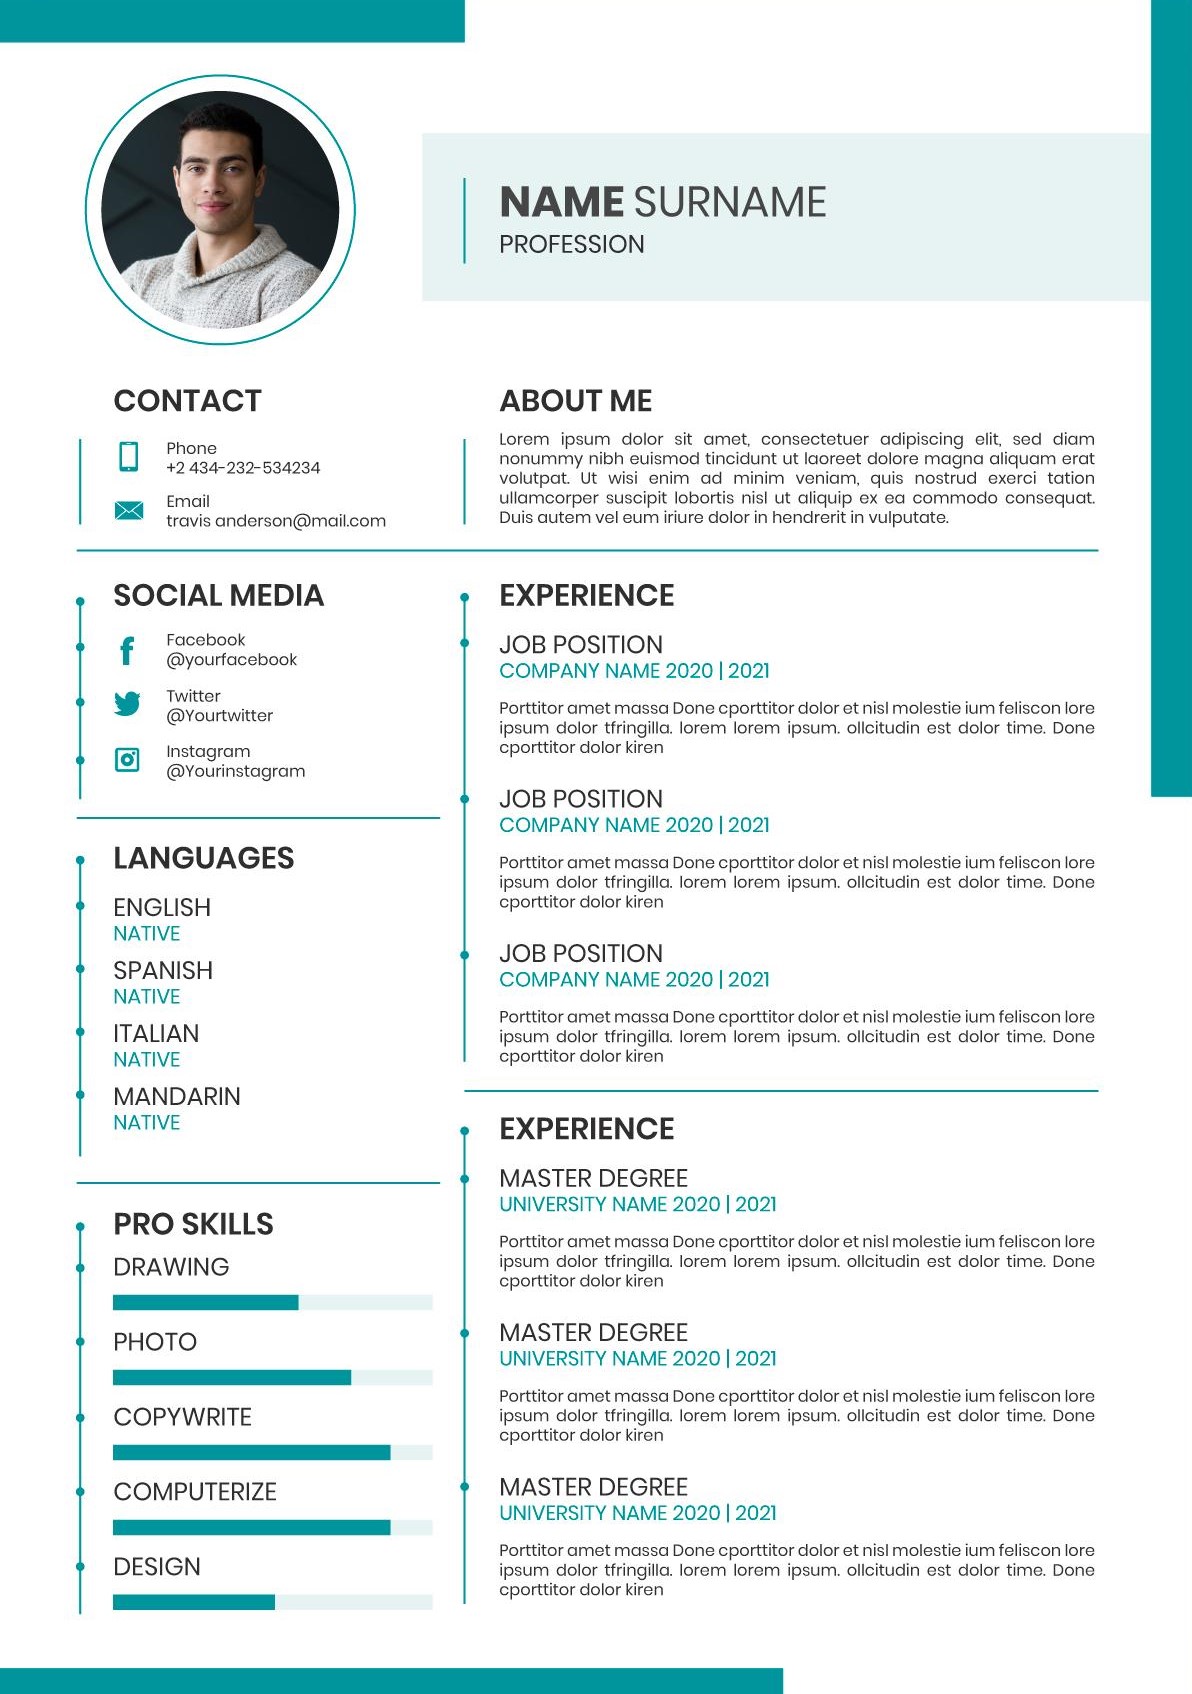 NAME SURNAME
PROFESSION
CONTACT
Phone
+2 434-232-534234
Email
travis anderson@mail.com
ABOUT ME
Lorem ipsum dolor sit amet, consectetuer adipiscing elit, sed diam
nonummy nibh euismod tincidunt ut laoreet dolore magna aliquam erat
volutpat. Ut wisi enim ad minim veniam, quis nostrud exerci tation
ullamcorper suscipit lobortis nisl ut aliquip ex ea commodo consequat.
Duis autem vel eum iriure dolor in hendrerit in vulputate.
SOCIAL MEDIA
Facebook
@yourfacebook
Twitter
@Yourtwitter
Instagram
@Yourinstagram
LANGUAGES
ENGLISH
NATIVE
SPANISH
NATIVE
ITALIAN
NATIVE
MANDARIN
NATIVE
PRO SKILLS
DRAWING
PHOTO
COPYWRITE
COMPUTERIZE
DESIGN
EXPERIENCE
JOB POSITION
COMPANY NAME 2020 | 2021
Porttitor amet massa Done cporttitor dolor et nisl molestie ium feliscon lore
ipsum dolor tfringilla. lorem lorem ipsum. ollcitudin est dolor time. Done
cporttitor dolor kiren
JOB POSITION
COMPANY NAME 2020 | 2021
Porttitor amet massa Done cporttitor dolor et nisl molestie ium feliscon lore
ipsum dolor tfringilla. lorem lorem ipsum. ollcitudin est dolor time. Done
cporttitor dolor kiren
JOB POSITION
COMPANY NAME 2020 | 2021
Porttitor amet massa Done cporttitor dolor et nisl molestie ium feliscon lore
ipsum dolor tfringilla. lorem lorem ipsum. ollcitudin est dolor time. Done
cporttitor dolor kiren
EXPERIENCE
MASTER DEGREE
UNIVERSITY NAME 2020 | 2021
Porttitor amet massa Done cporttitor dolor et nisl molestie ium feliscon lore
ipsum dolor tfringilla. lorem lorem ipsum. ollcitudin est dolor time. Done
cporttitor dolor kiren
MASTER DEGREE
UNIVERSITY NAME 2020 | 2021
Porttitor amet massa Done cporttitor dolor et nisl molestie ium feliscon lore
ipsum dolor tfringilla. lorem lorem ipsum. ollcitudin est dolor time. Done
cporttitor dolor kiren
MASTER DEGREE
UNIVERSITY NAME 2020 | 2021
Porttitor amet massa Done cporttitor dolor et nisl molestie ium feliscon lore
ipsum dolor tfringilla. lorem lorem ipsum. ollcitudin est dolor time. Done
cporttitor dolor kiren